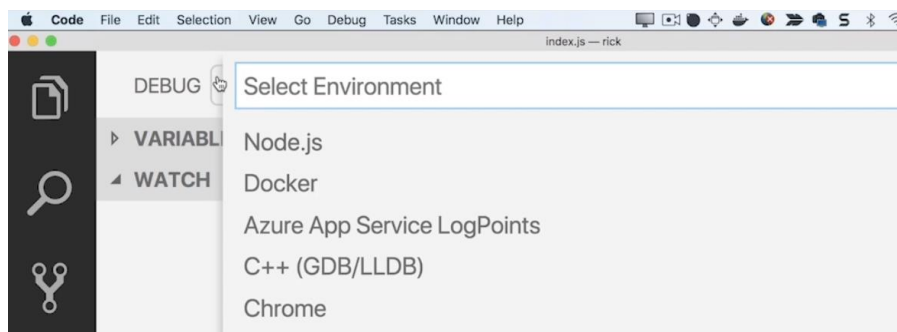 Code File Edit Selection View Go Debug Tasks Window Help
index.js — rick
DEBUG
Select Environment
VARIABL
Node.js
WATCH
Docker
Azure App Service LogPoints
C++ (GDB/LLDB)
Chrome